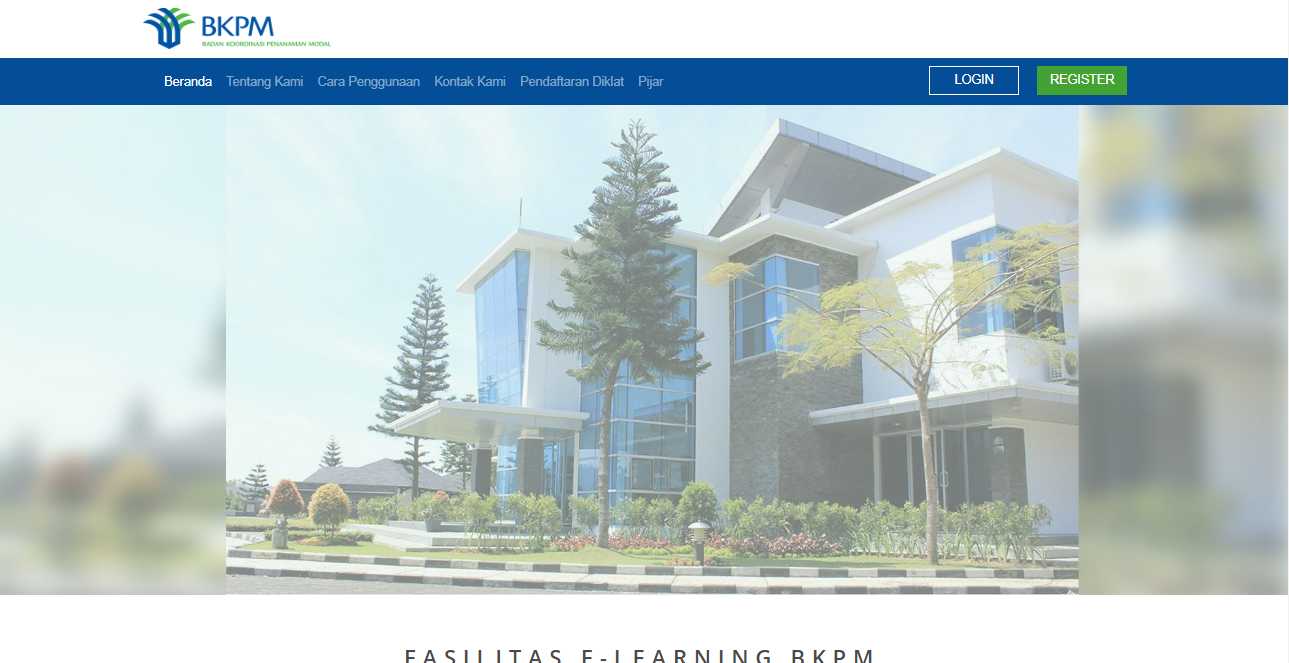 BKPM
BADAN KOORDINASI PENANAMAN MODAL
Beranda Tentang Kami Cara Penggunaan Kontak Kami Pendaftaran Diklat Pijar LOGIN REGISTER
FASILITAS E-LEARNING BKPM